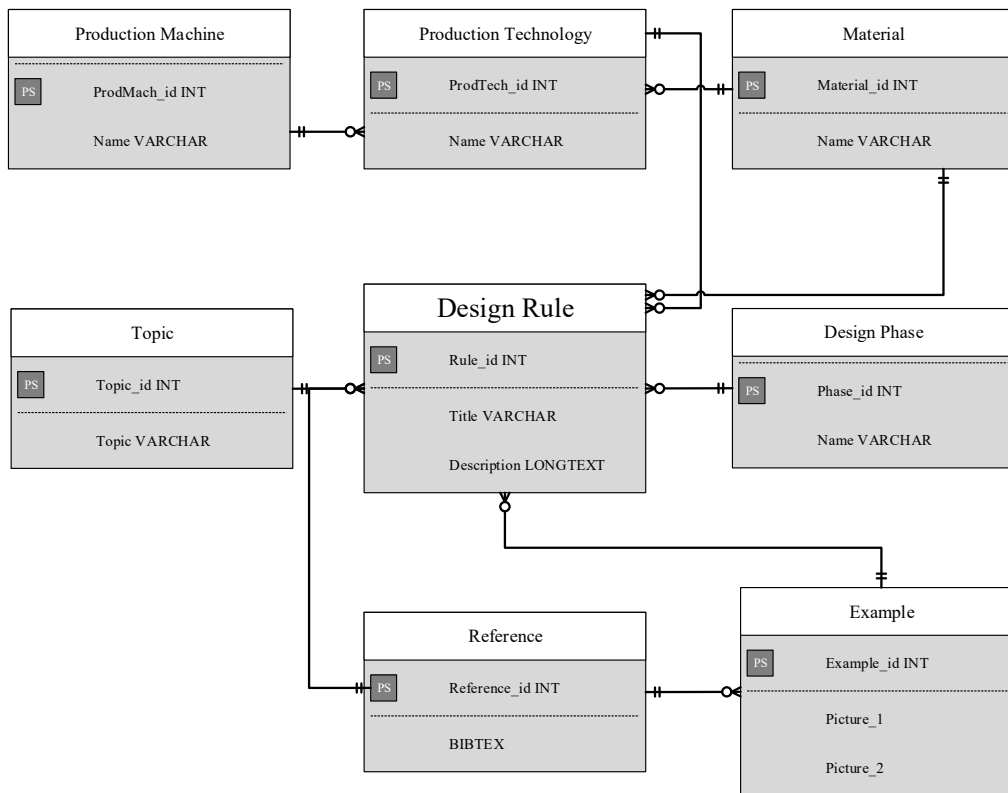 Production Machine
PS
ProdMach_id INT
Name VARCHAR
Production Technology
PS
ProdTech_id INT
Name VARCHAR
Material
PS
Material_id INT
Name VARCHAR
Topic
PS
Topic_id INT
Topic VARCHAR
Design Rule
PS
Rule_id INT
Title VARCHAR
Description LONGTEXT
Design Phase
PS
Phase_id INT
Name VARCHAR
Reference
PS
Reference_id INT
BIBTEX
Example
PS
Example_id INT
Picture_1
Picture_2